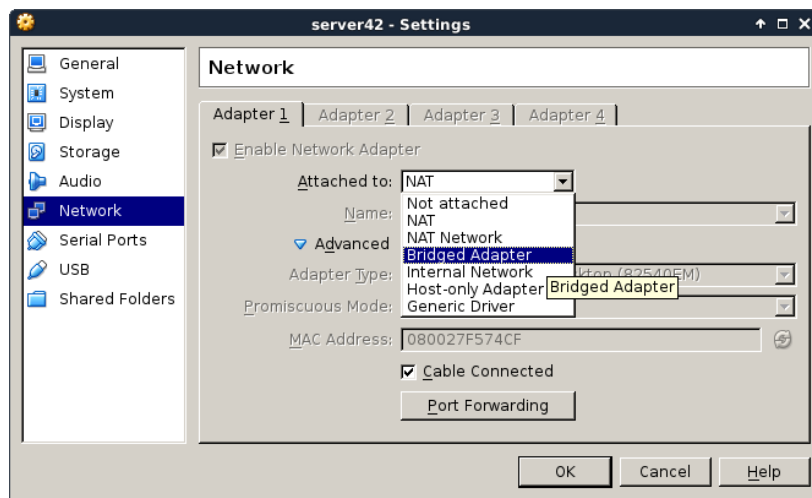 server42 - Settings
General
System
Display
Storage
Audio
Network
Serial Ports
USB
Shared Folders
Network
Adapter 1 Adapter 2 Adapter 3 Adapter 4
Enable Network Adapter
Attached to: NAT
Not attached
NAT
NAT Network
Bridged Adapter
Internal Network
Host-only Adapter
Generic Driver
Bridged Adapter
Name:
Advanced
Adapter Type: (82540EM)
Promiscuous Mode:
MAC Address: 080027F574CF
Cable Connected
Port Forwarding
OK Cancel Help